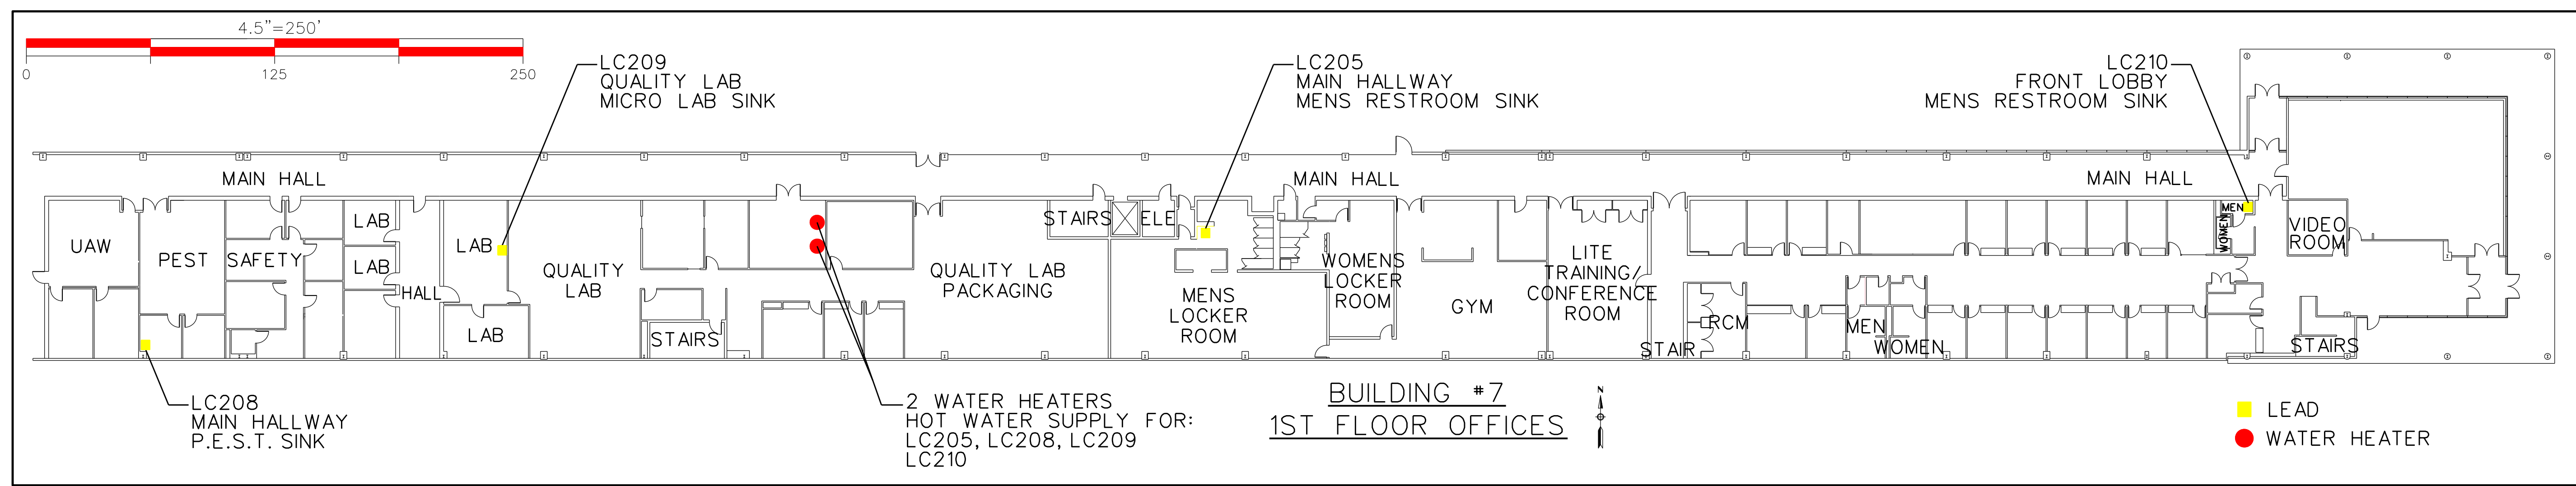 4.5"=250'
0
125
250
LC209
QUALITY LAB
MICRO LAB SINK
LC205
MAIN HALLWAY
MENS RESTROOM SINK
LC210
FRONT LOBBY
MENS RESTROOM SINK
MAIN HALL
MAIN HALL
MAIN HALL
UAW
PEST
SAFETY
LAB
LAB
HALL
LAB
LAB
QUALITY
LAB
STAIRS
QUALITY LAB
PACKAGING
STAIRS
ELE
MENS
LOCKER
ROOM
WOMENS
LOCKER
ROOM
GYM
LITE
TRAINING/
CONFERENCE
ROOM
STAIR
RCM
MEN
WOMEN
MEN
WOMEN
VIDEO
ROOM
STAIRS
LC208
MAIN HALLWAY
P.E.S.T. SINK
2 WATER HEATERS
HOT WATER SUPPLY FOR:
LC205, LC208, LC209
LC210
BUILDING #7
1ST FLOOR OFFICES
N
LEAD
WATER HEATER